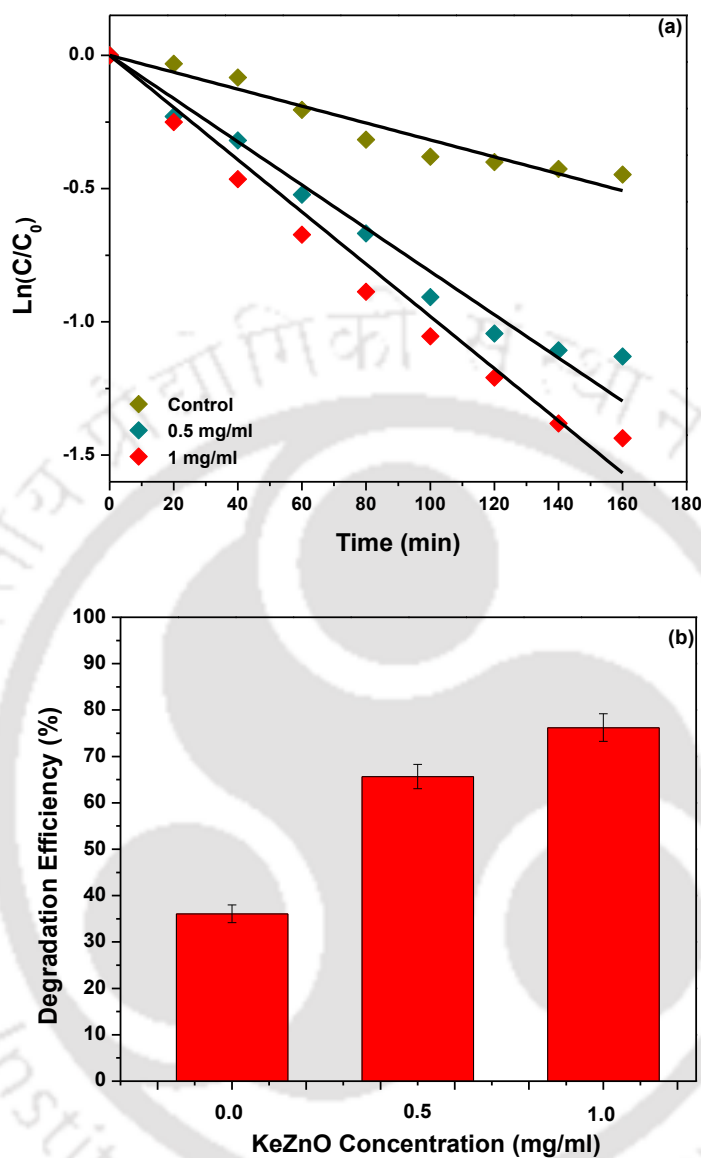 (a)
0.0
-0.5
-1.0
-1.5
Ln(C/C0)
Control
0.5 mg/ml
1 mg/ml
0 20 40 60 80 100 120 140 160 180
Time (min)
(b)
100
90
80
70
60
50
40
30
20
10
0
Degradation Efficiency (%)
0.0 0.5 1.0
KeZnO Concentration (mg/ml)